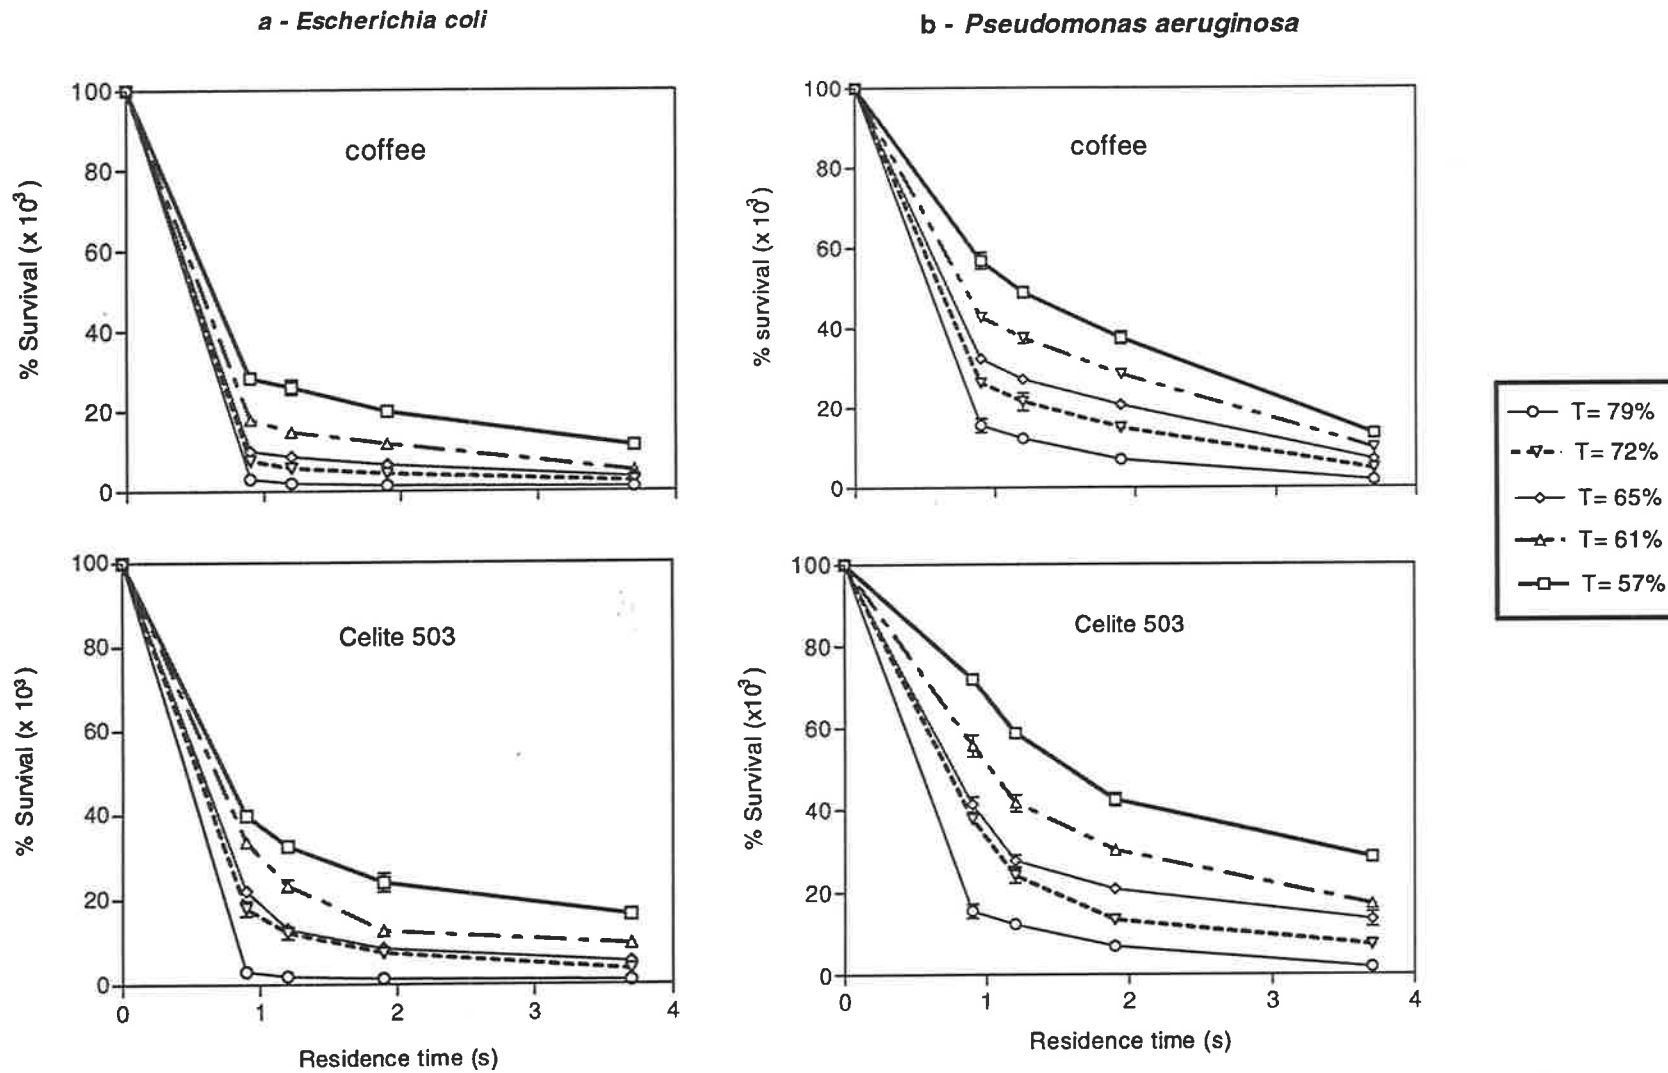 a - Escherichia coli
b - Pseudomonas aeruginosa
% Survival (x 10³)
100
80
60
40
20
0
coffee
% survival (x 10³)
100
80
60
40
20
0
coffee
T= 79%
T= 72%
T= 65%
T= 61%
T= 57%
% Survival (x 10³)
100
80
60
40
20
0
Celite 503
0 1 2 3 4
Residence time (s)
% Survival (x10³)
100
80
60
40
20
0
Celite 503
0 1 2 3 4
Residence time (s)